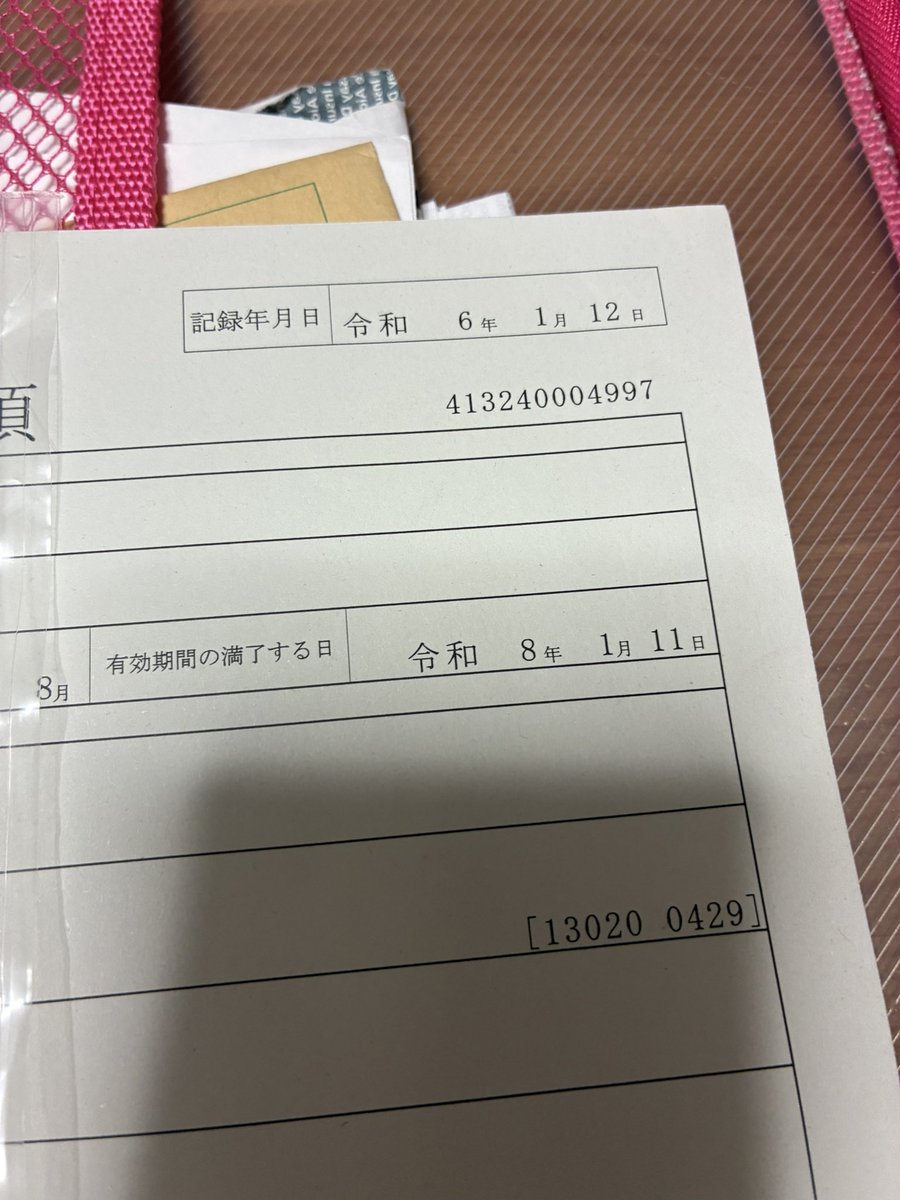 記録年月日 令和 6年 1月 12日
項
413240004997
8月 有効期間の満了する日 令和 8年 1月 11日
[13020 0429]